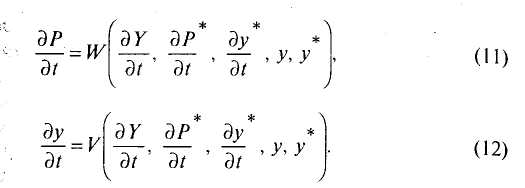 ∂P/∂t = W(∂Y/∂t, ∂P/∂t*, ∂y/∂t*, y, y*), (11)
∂y/∂t = V(∂Y/∂t, ∂P/∂t*, ∂y/∂t*, y, y*). (12)